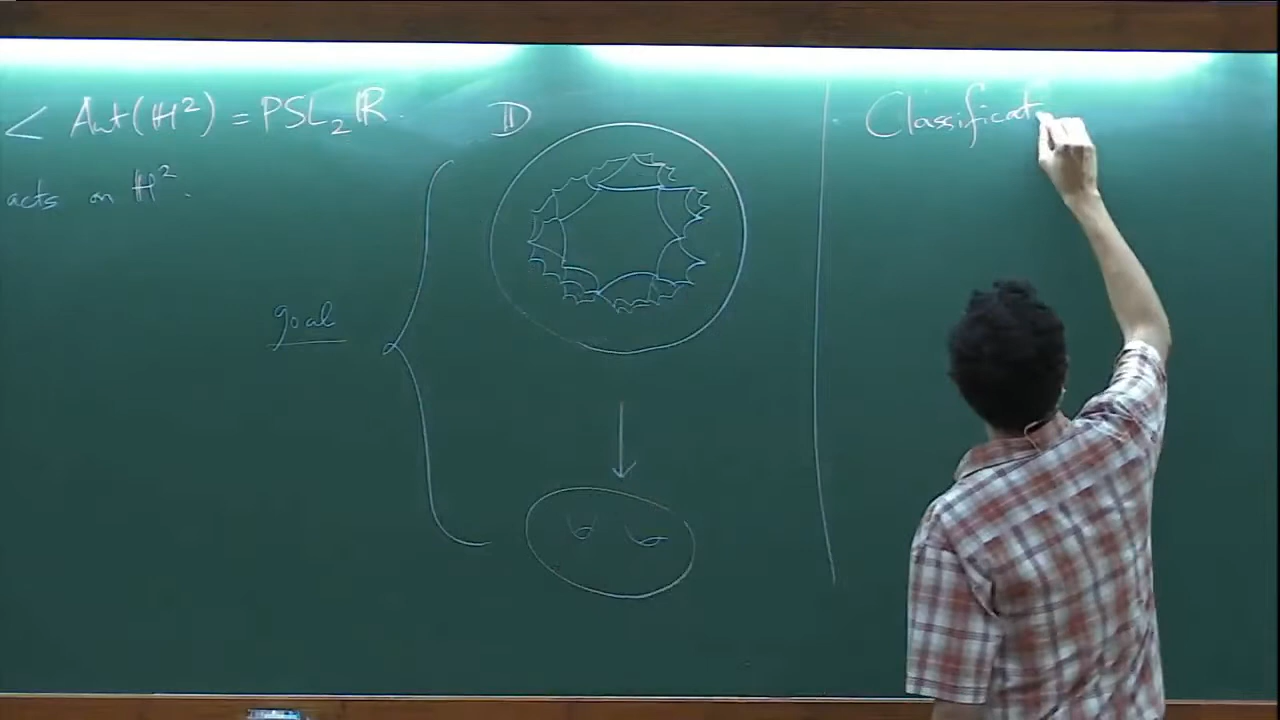 < Aut(ℍ²) = PSL₂ℝ.
acts on ℍ².
goal
𝔻
Classificat